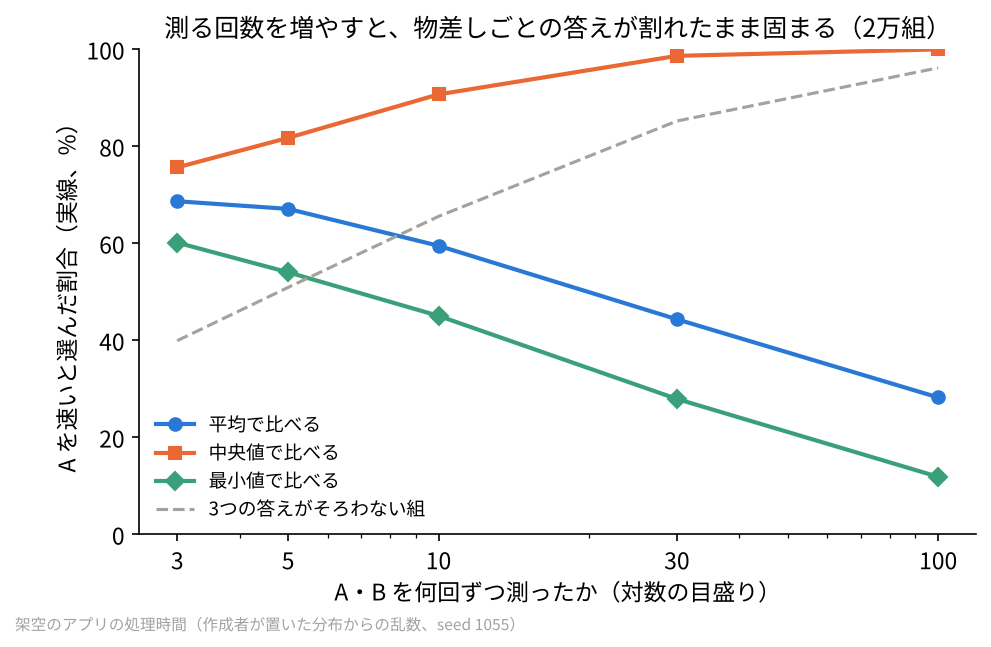 測る回数を増やすと、物差しごとの答えが割れたまま固まる（2万組）
100
80
60
40
20
0
A を速いと選んだ割合（実線、%）
平均で比べる
中央値で比べる
最小値で比べる
3つの答えがそろわない組
3
5
10
30
100
A・B を何回ずつ測ったか（対数の目盛り）
架空のアプリの処理時間（作成者が置いた分布からの乱数、seed 1055）